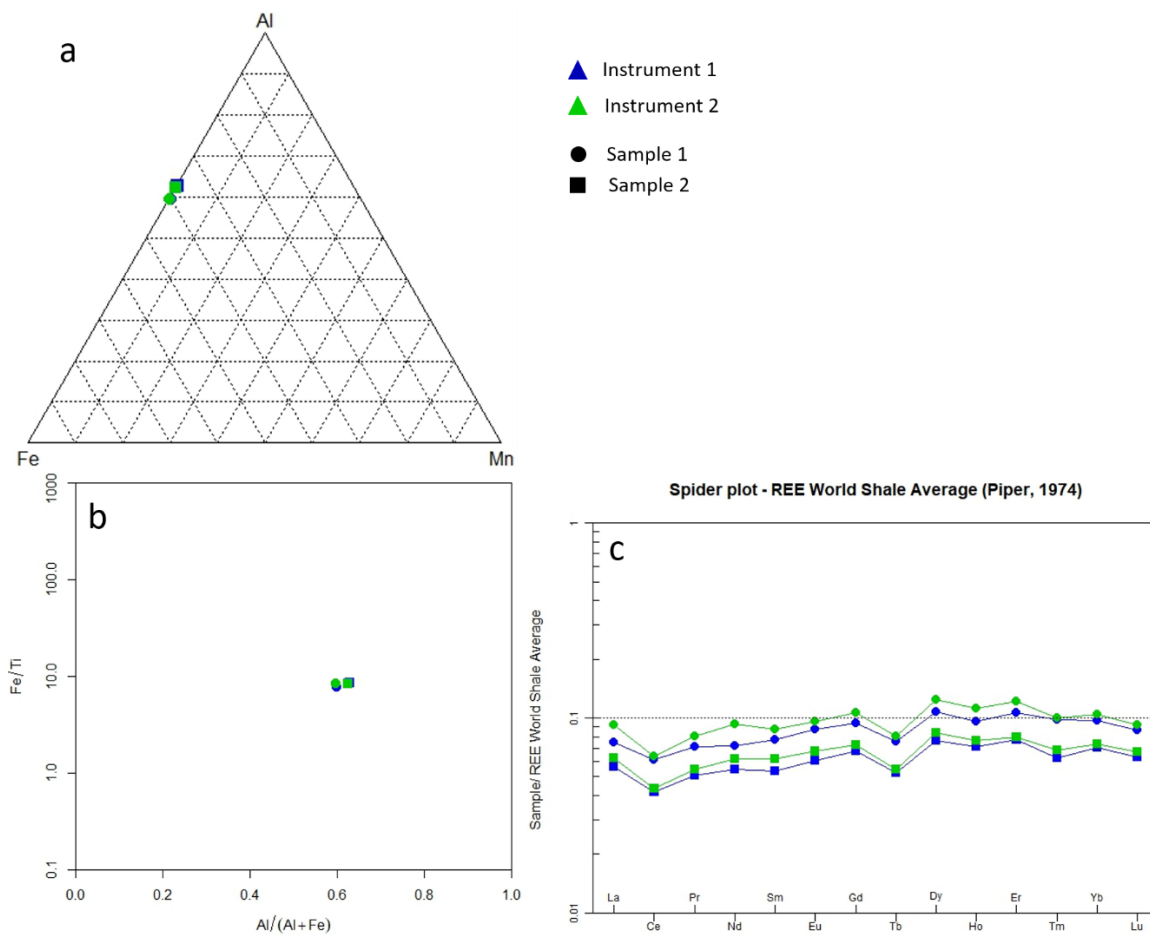 a
Al
Fe
Mn
Instrument 1
Instrument 2
Sample 1
Sample 2
b
1000
100.0
10.0
1.0
0.1
Fe/Ti
0.0
0.2
0.4
0.6
0.8
1.0
Al/(Al+Fe)
Spider plot - REE World Shale Average (Piper, 1974)
c
1
0.1
0.01
Sample/ REE World Shale Average
La
Ce
Pr
Nd
Sm
Eu
Gd
Tb
Dy
Ho
Er
Tm
Yb
Lu